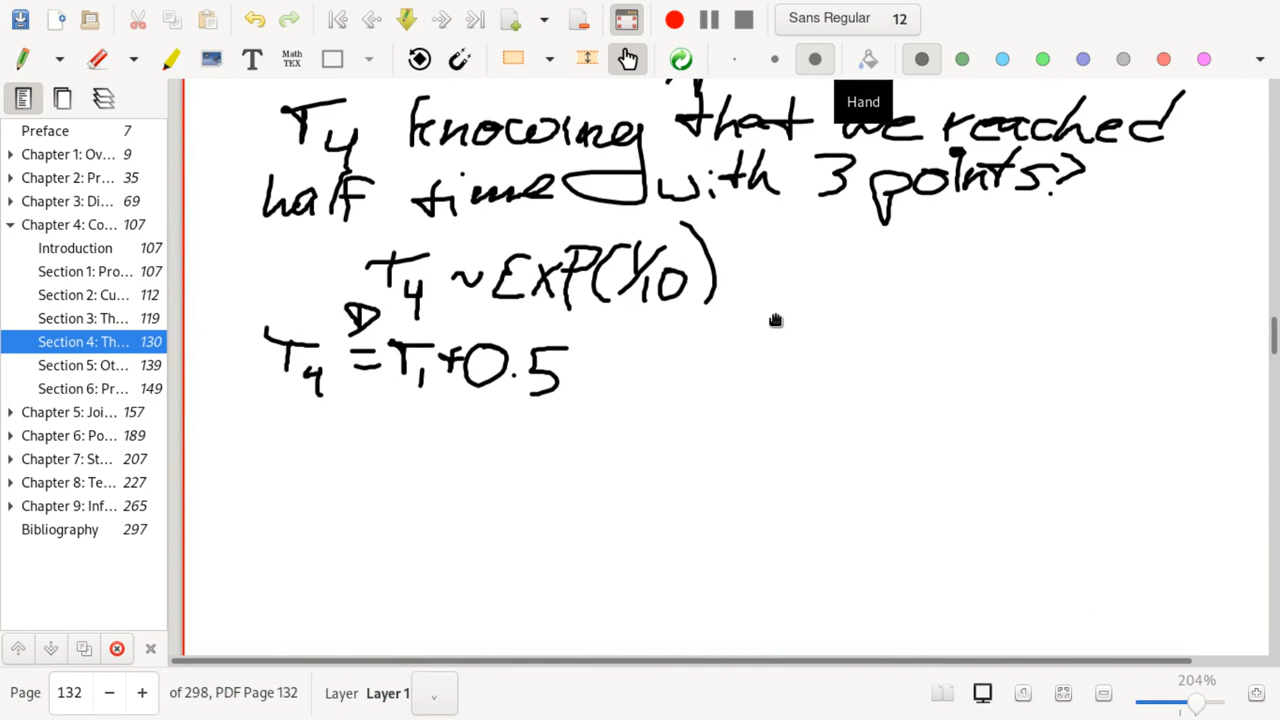 Sans Regular 12
Math
TEX
Hand
Preface 7
Chapter 1: Ov... 9
Chapter 2: Pr... 35
Chapter 3: Di... 69
Chapter 4: Co... 107
Introduction 107
Section 1: Pro... 107
Section 2: Cu... 112
Section 3: Th... 119
Section 4: Th... 130
Section 5: Ot... 139
Section 6: Pr... 149
Chapter 5: Joi... 157
Chapter 6: Po... 189
Chapter 7: St... 207
Chapter 8: Te... 227
Chapter 9: Inf... 265
Bibliography 297
T4 knowing that we reached
half time with 3 points?
T4 ~ EXP(1/10)
D
T4 = T1+0.5
Page 132 of 298, PDF Page 132 Layer Layer 1 204%